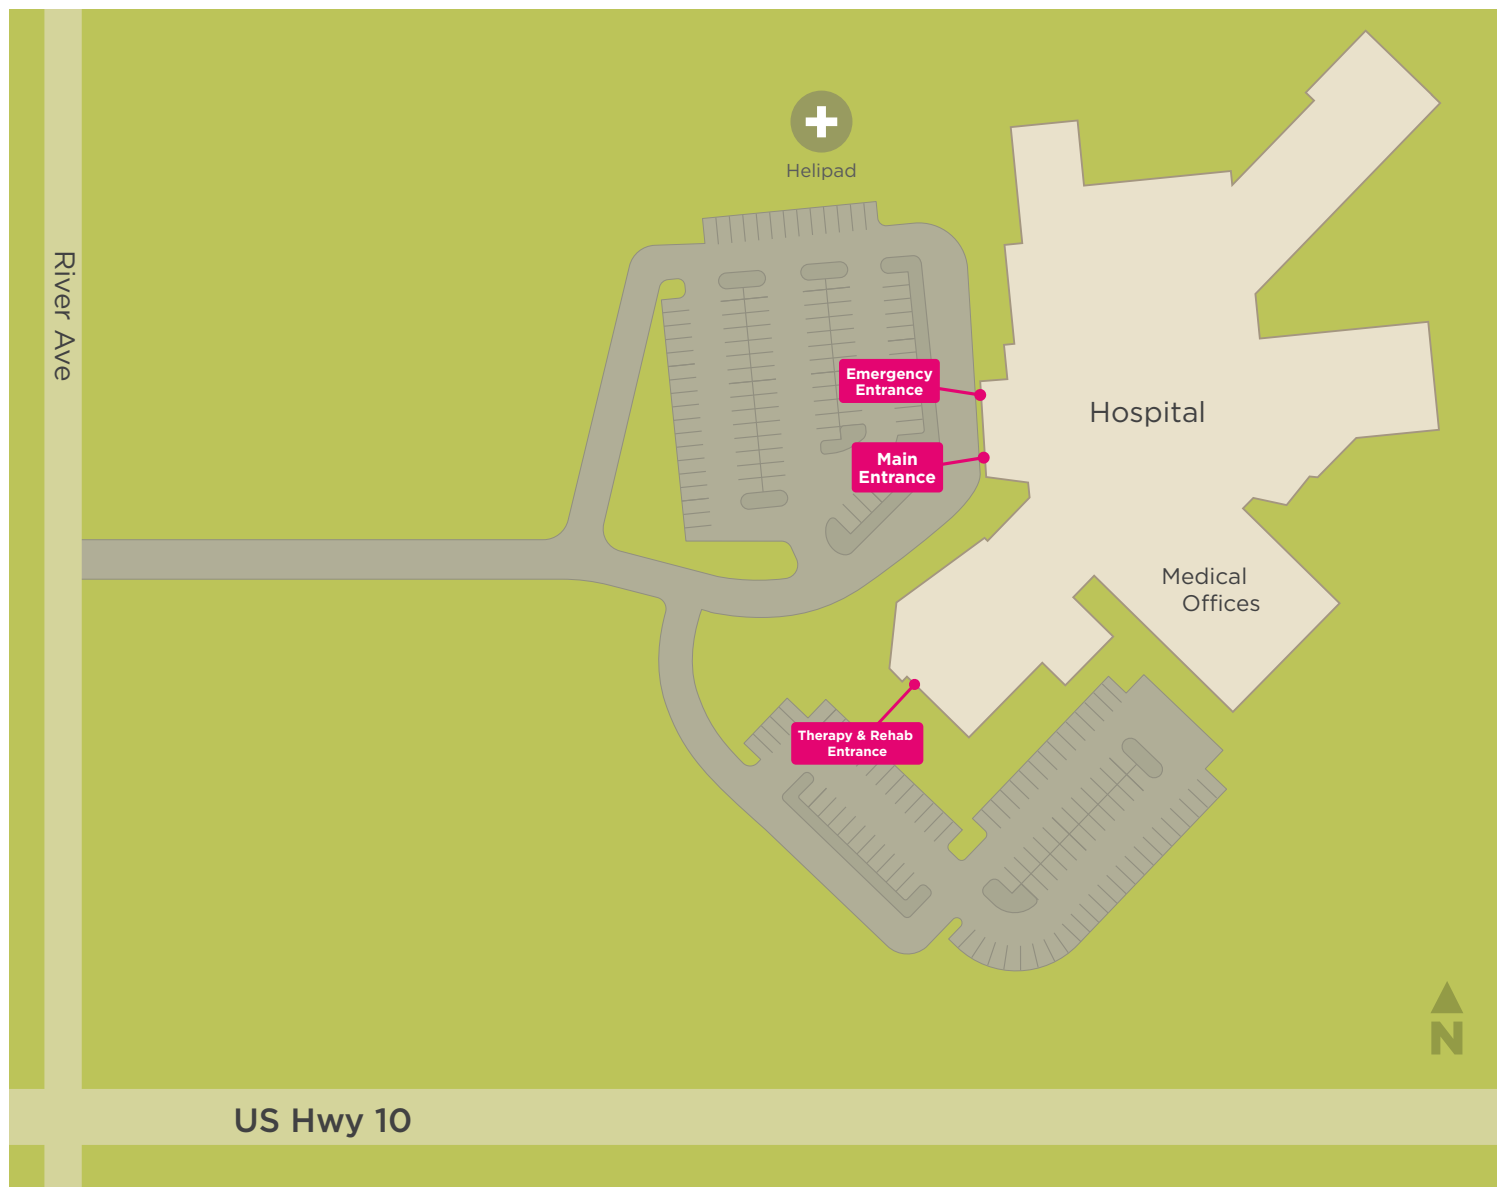 Helipad
River Ave
Emergency
Entrance
Hospital
Main
Entrance
Medical
Offices
Therapy & Rehab
Entrance
N
US Hwy 10